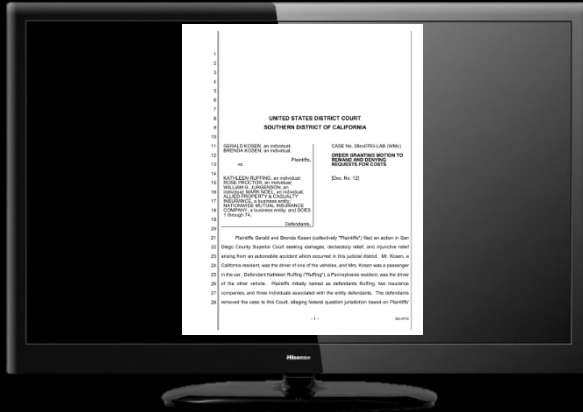 1
2
3
4
5
6
7
8 UNITED STATES DISTRICT COURT
9 SOUTHERN DISTRICT OF CALIFORNIA
10
11 GERALD KOSEN, an individual;
BRENDA KOSEN, an individual,
12 Plaintiffs,
13 vs.
14
KATHLEEN RUFFING, an individual;
15 ROSE PROCTOR, an individual;
WILLIAM G. JURGENSON, an
16 individual; MARK NOEL, an individual;
ALLIED PROPERTY & CASUALTY
17 INSURANCE, a business entity;
NATIONWIDE MUTUAL INSURANCE
18 COMPANY, a business entity; and DOES
1 through 74,
19
Defendants.
CASE No. -LAB (WMc)
ORDER GRANTING MOTION TO
REMAND AND DENYING
REQUESTS FOR COSTS
[Doc. No. 12]
20
21 Plaintiffs Gerald and Brenda Kosen (collectively "Plaintiffs") filed an action in San
22 Diego County Superior Court seeking damages, declaratory relief, and injunctive relief
23 arising from an automobile accident which occurred in this judicial district. Mr. Kosen, a
24 California resident, was the driver of one of the vehicles, and Mrs. Kosen was a passenger
25 in the car. Defendant Kathleen Ruffing ("Ruffing"), a Pennsylvania resident, was the driver
26 of the other vehicle. Plaintiffs initially named as defendants Ruffing, two insurance
27 companies, and three individuals associated with the entity defendants. The defendants
28 removed the case to this Court, alleging federal question jurisdiction based on Plaintiffs'
- 1 -
Hisense